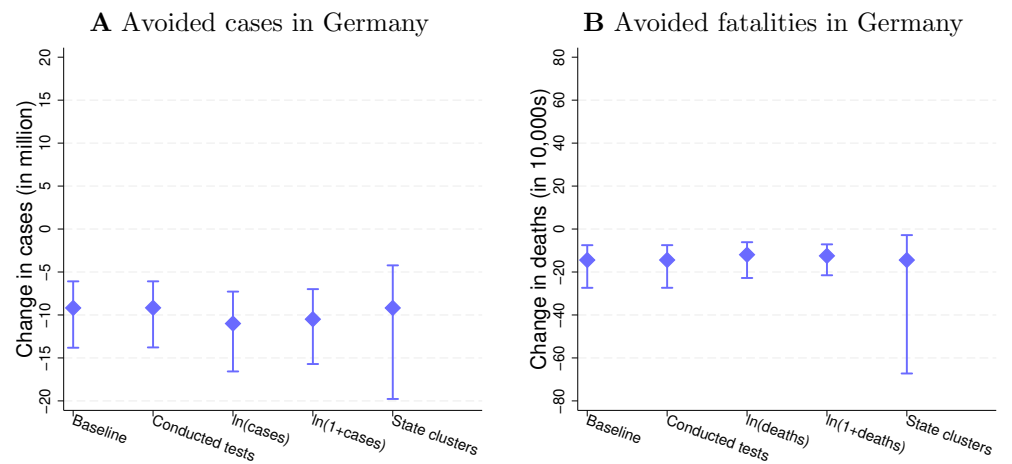 A Avoided cases in Germany
Change in cases (in million)
20
15
10
5
0
−5
−10
−15
−20
Baseline
Conducted tests
ln(cases)
ln(1+cases)
State clusters
B Avoided fatalities in Germany
Change in deaths (in 10,000s)
80
60
40
20
0
−20
−40
−60
−80
Baseline
Conducted tests
ln(deaths)
ln(1+deaths)
State clusters